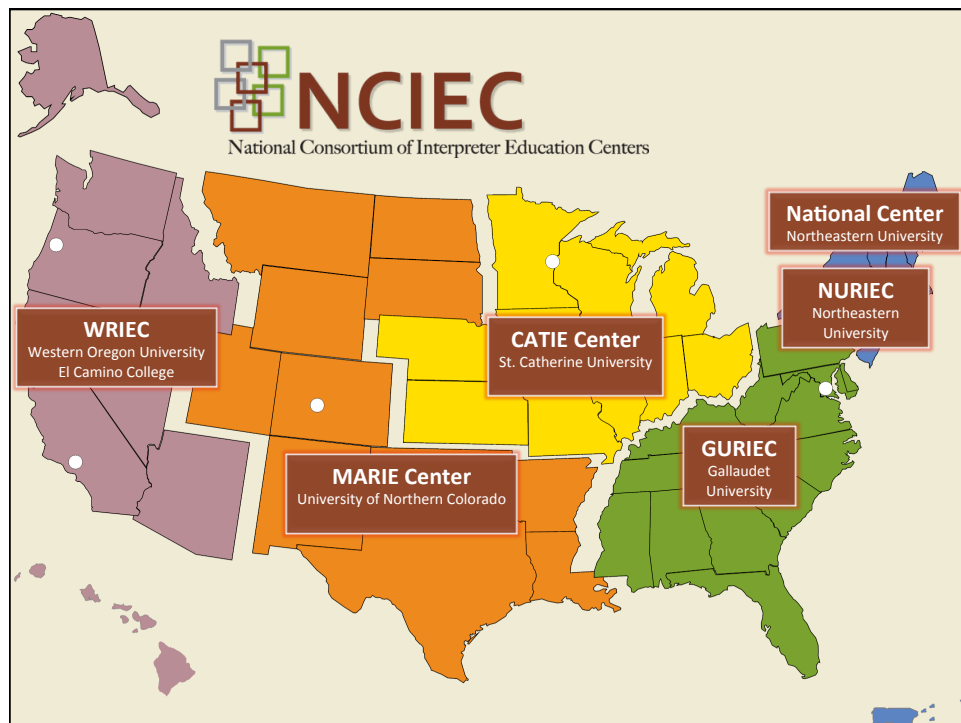 NCIEC
National Consortium of Interpreter Education Centers
National Center
Northeastern University
NURIEC
Northeastern
University
WRIEC
Western Oregon University
El Camino College
CATIE Center
St. Catherine University
GURIEC
Gallaudet
University
MARIE Center
University of Northern Colorado